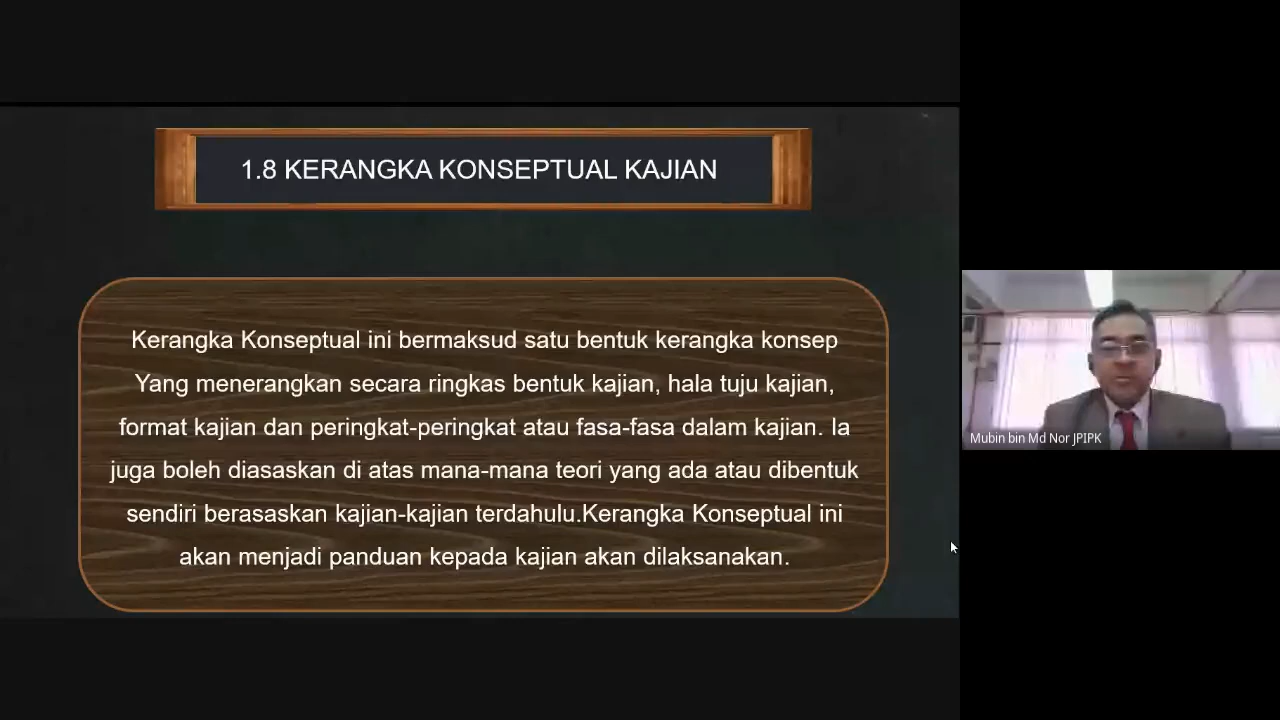 1.8 KERANGKA KONSEPTUAL KAJIAN
Kerangka Konseptual ini bermaksud satu bentuk kerangka konsep
Yang menerangkan secara ringkas bentuk kajian, hala tuju kajian,
format kajian dan peringkat-peringkat atau fasa-fasa dalam kajian. Ia
juga boleh diasaskan di atas mana-mana teori yang ada atau dibentuk
sendiri berasaskan kajian-kajian terdahulu.Kerangka Konseptual ini
akan menjadi panduan kepada kajian akan dilaksanakan.
Mubin bin Md Nor JPIPK